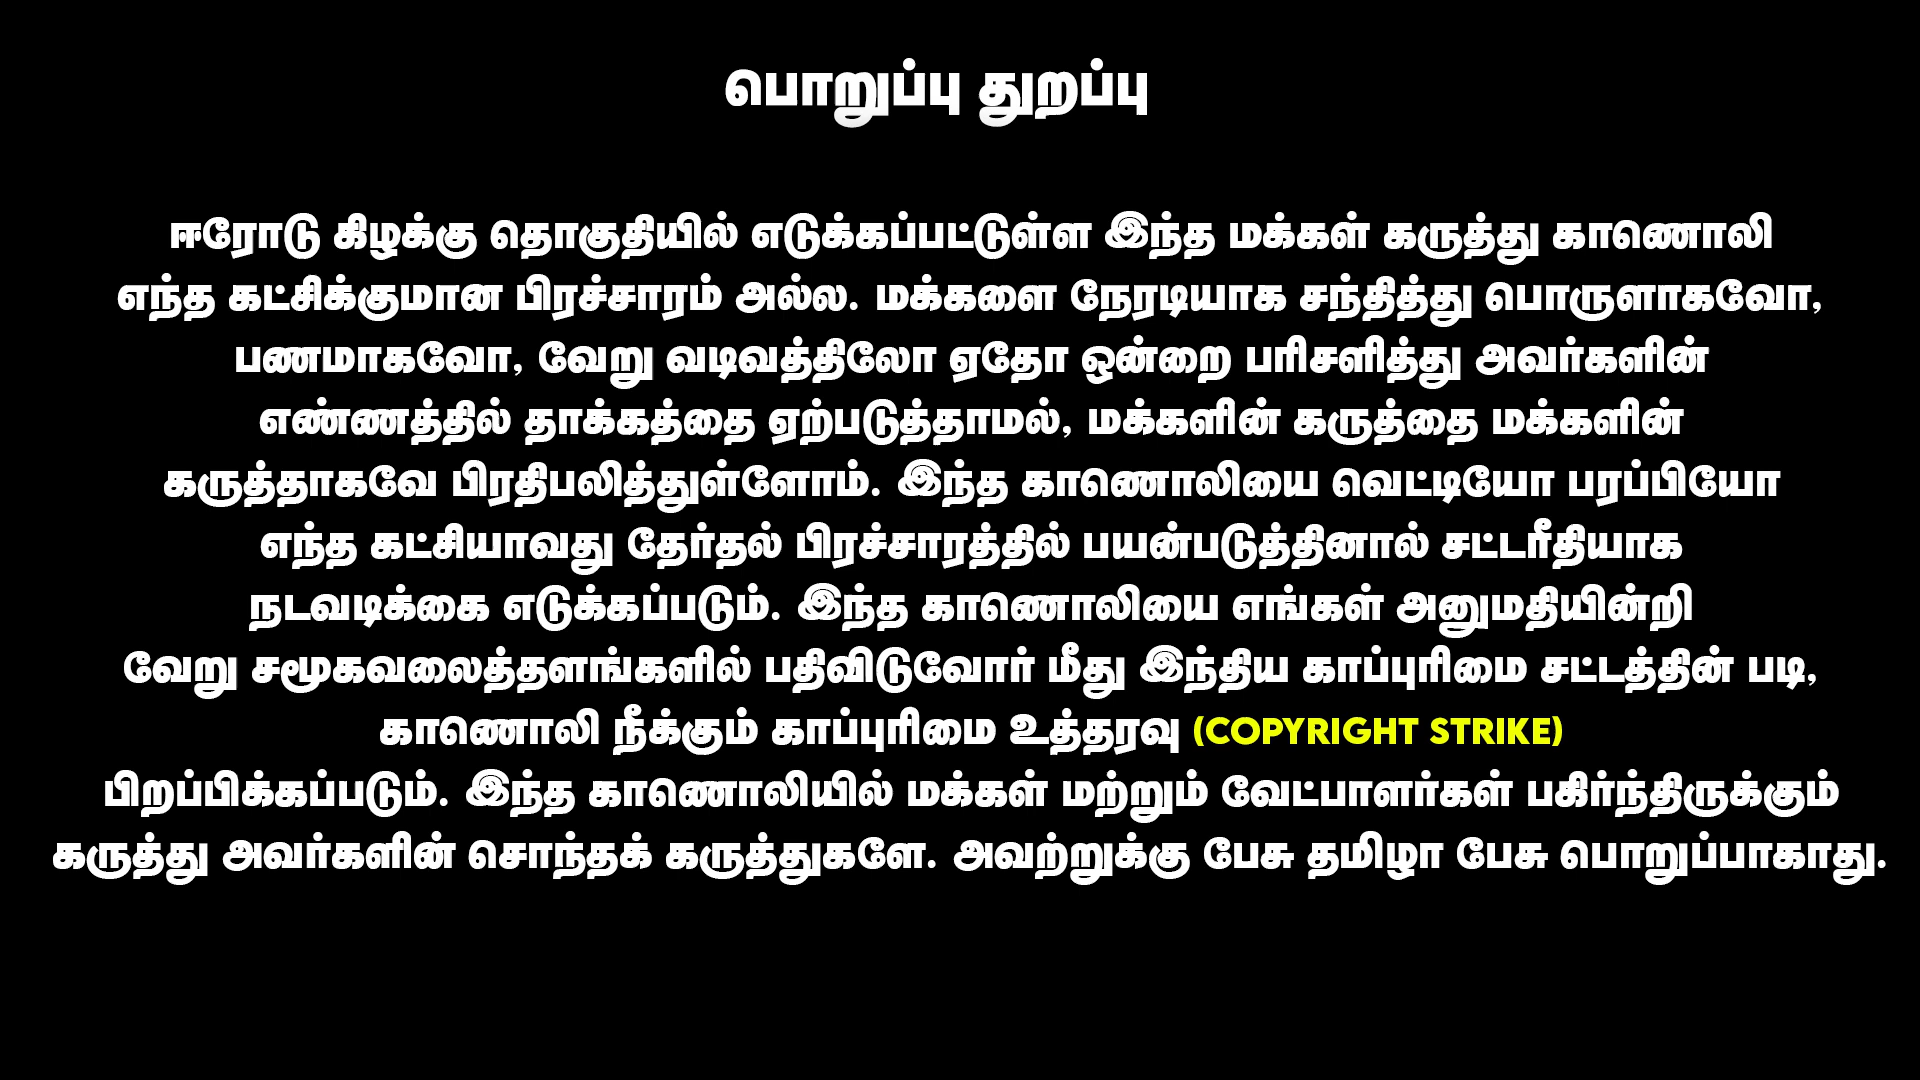 பொறுப்பு துறப்பு
ஈரோடு கிழக்கு தொகுதியில் எடுக்கப்பட்டுள்ள இந்த மக்கள் கருத்து காணொலி
எந்த கட்சிக்குமான பிரச்சாரம் அல்ல. மக்களை நேரடியாக சந்தித்து பொருளாகவோ,
பணமாகவோ, வேறு வடிவத்திலோ ஏதோ ஒன்றை பரிசளித்து அவர்களின்
எண்ணத்தில் தாக்கத்தை ஏற்படுத்தாமல், மக்களின் கருத்தை மக்களின்
கருத்தாகவே பிரதிபலித்துள்ளோம். இந்த காணொலியை வெட்டியோ பரப்பியோ
எந்த கட்சியாவது தேர்தல் பிரச்சாரத்தில் பயன்படுத்தினால் சட்டரீதியாக
நடவடிக்கை எடுக்கப்படும். இந்த காணொலியை எங்கள் அனுமதியின்றி
வேறு சமூகவலைத்தளங்களில் பதிவிடுவோர் மீது இந்திய காப்புரிமை சட்டத்தின் படி,
காணொலி நீக்கும் காப்புரிமை உத்தரவு (COPYRIGHT STRIKE)
பிறப்பிக்கப்படும். இந்த காணொலியில் மக்கள் மற்றும் வேட்பாளர்கள் பகிர்ந்திருக்கும்
கருத்து அவர்களின் சொந்தக் கருத்துகளே. அவற்றுக்கு பேசு தமிழா பேசு பொறுப்பாகாது.